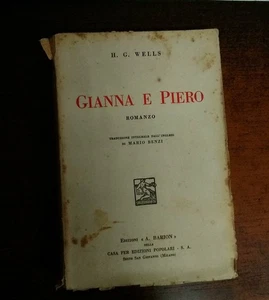 H. G. WELLS
GIANNA E PIERO
ROMANZO
TRADUZIONE INTEGRALE DALL'INGLESE
DI MARIO BENZI
EDIZIONI « A. BARION »
DELLA
CASA PER EDIZIONI POPOLARI - S. A.
SESTO SAN GIOVANNI (MILANO)